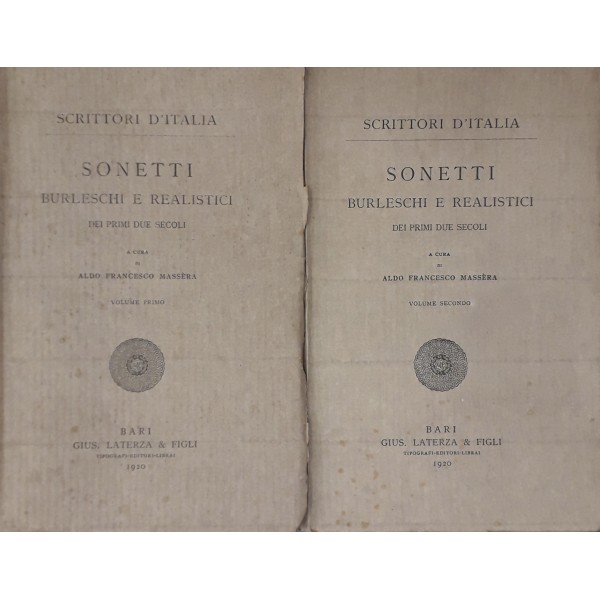 SCRITTORI D'ITALIA
SONETTI
BURLESCHI E REALISTICI
DEI PRIMI DUE SECOLI
A CURA
DI
ALDO FRANCESCO MASSÈRA
VOLUME PRIMO
BARI
GIUS. LATERZA & FIGLI
TIPOGRAFI-EDITORI-LIBRAI
1920
SCRITTORI D'ITALIA
SONETTI
BURLESCHI E REALISTICI
DEI PRIMI DUE SECOLI
A CURA
DI
ALDO FRANCESCO MASSÈRA
VOLUME SECONDO
BARI
GIUS. LATERZA & FIGLI
TIPOGRAFI-EDITORI-LIBRAI
1920